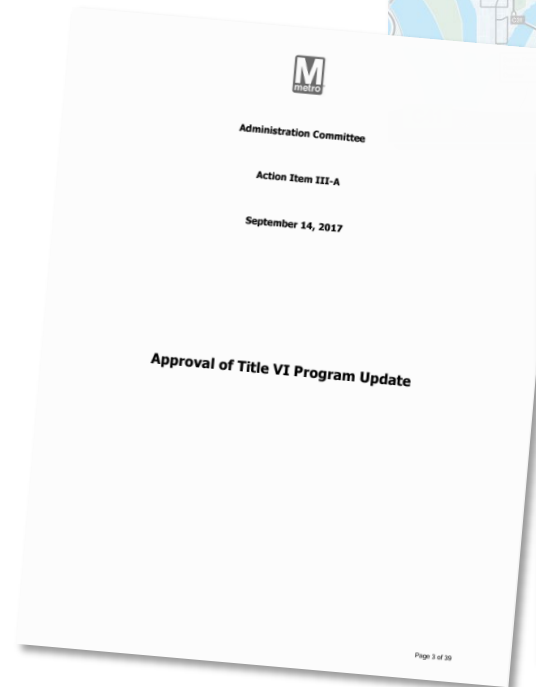 M
metro
Administration Committee
Action Item III-A
September 14, 2017
Approval of Title VI Program Update
Page 3 of 39